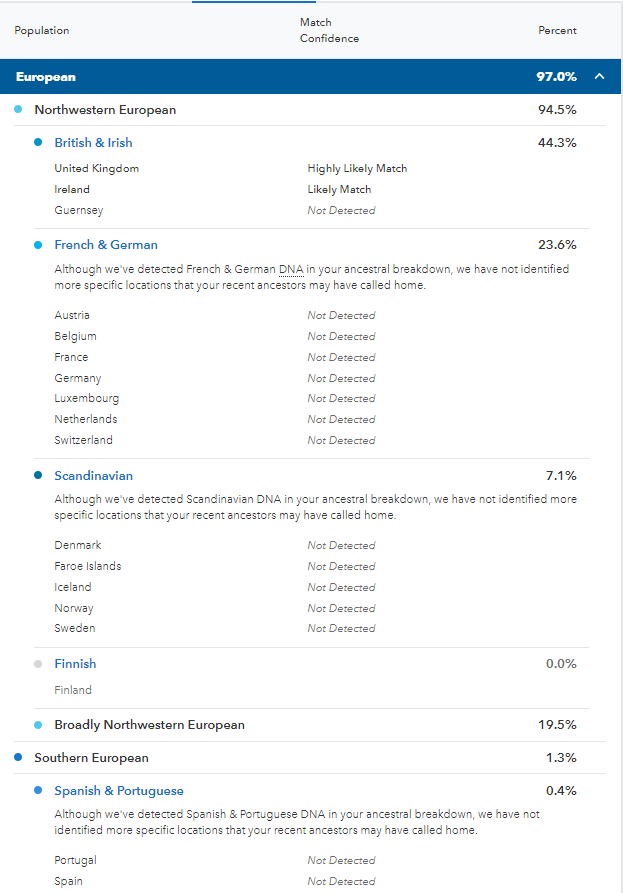 Population Match Confidence Percent
European 97.0%
Northwestern European 94.5%
British & Irish 44.3%
United Kingdom Highly Likely Match
Ireland Likely Match
Guernsey Not Detected
French & German 23.6%
Although we've detected French & German DNA in your ancestral breakdown, we have not identified
more specific locations that your recent ancestors may have called home.
Austria Not Detected
Belgium Not Detected
France Not Detected
Germany Not Detected
Luxembourg Not Detected
Netherlands Not Detected
Switzerland Not Detected
Scandinavian 7.1%
Although we've detected Scandinavian DNA in your ancestral breakdown, we have not identified more
specific locations that your recent ancestors may have called home.
Denmark Not Detected
Faroe Islands Not Detected
Iceland Not Detected
Norway Not Detected
Sweden Not Detected
Finnish 0.0%
Finland
Broadly Northwestern European 19.5%
Southern European 1.3%
Spanish & Portuguese 0.4%
Although we've detected Spanish & Portuguese DNA in your ancestral breakdown, we have not
identified more specific locations that your recent ancestors may have called home.
Portugal Not Detected
Spain Not Detected